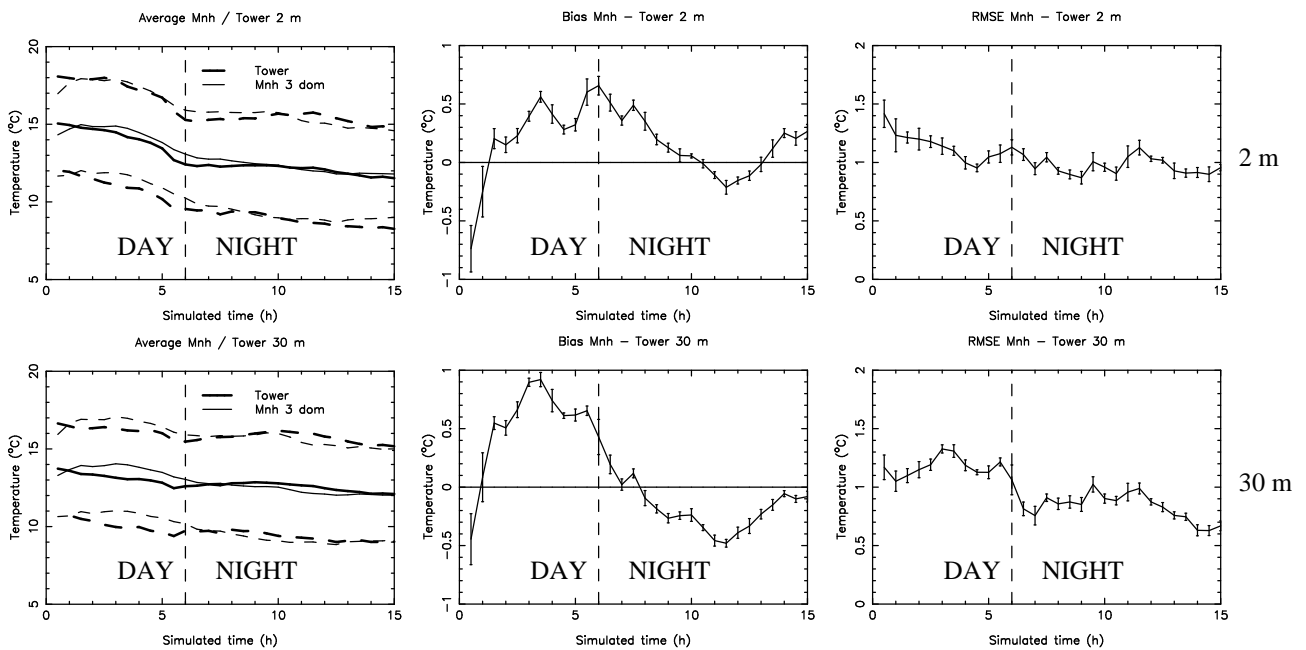 Average Mnh / Tower 2 m
Bias Mnh – Tower 2 m
RMSE Mnh – Tower 2 m
Temperature (°C)
20
15
10
5
Tower
Mnh 3 dom
DAY
NIGHT
0
5
10
15
Simulated time (h)
Temperature (°C)
1
0.5
0
−0.5
−1
DAY
NIGHT
0
5
10
15
Simulated time (h)
Temperature (°C)
2
1.5
1
0.5
0
DAY
NIGHT
0
5
10
15
Simulated time (h)
2 m
Average Mnh / Tower 30 m
Bias Mnh – Tower 30 m
RMSE Mnh – Tower 30 m
Temperature (°C)
20
15
10
5
Tower
Mnh 3 dom
DAY
NIGHT
0
5
10
15
Simulated time (h)
Temperature (°C)
1
0.5
0
−0.5
−1
DAY
NIGHT
0
5
10
15
Simulated time (h)
Temperature (°C)
2
1.5
1
0.5
0
DAY
NIGHT
0
5
10
15
Simulated time (h)
30 m